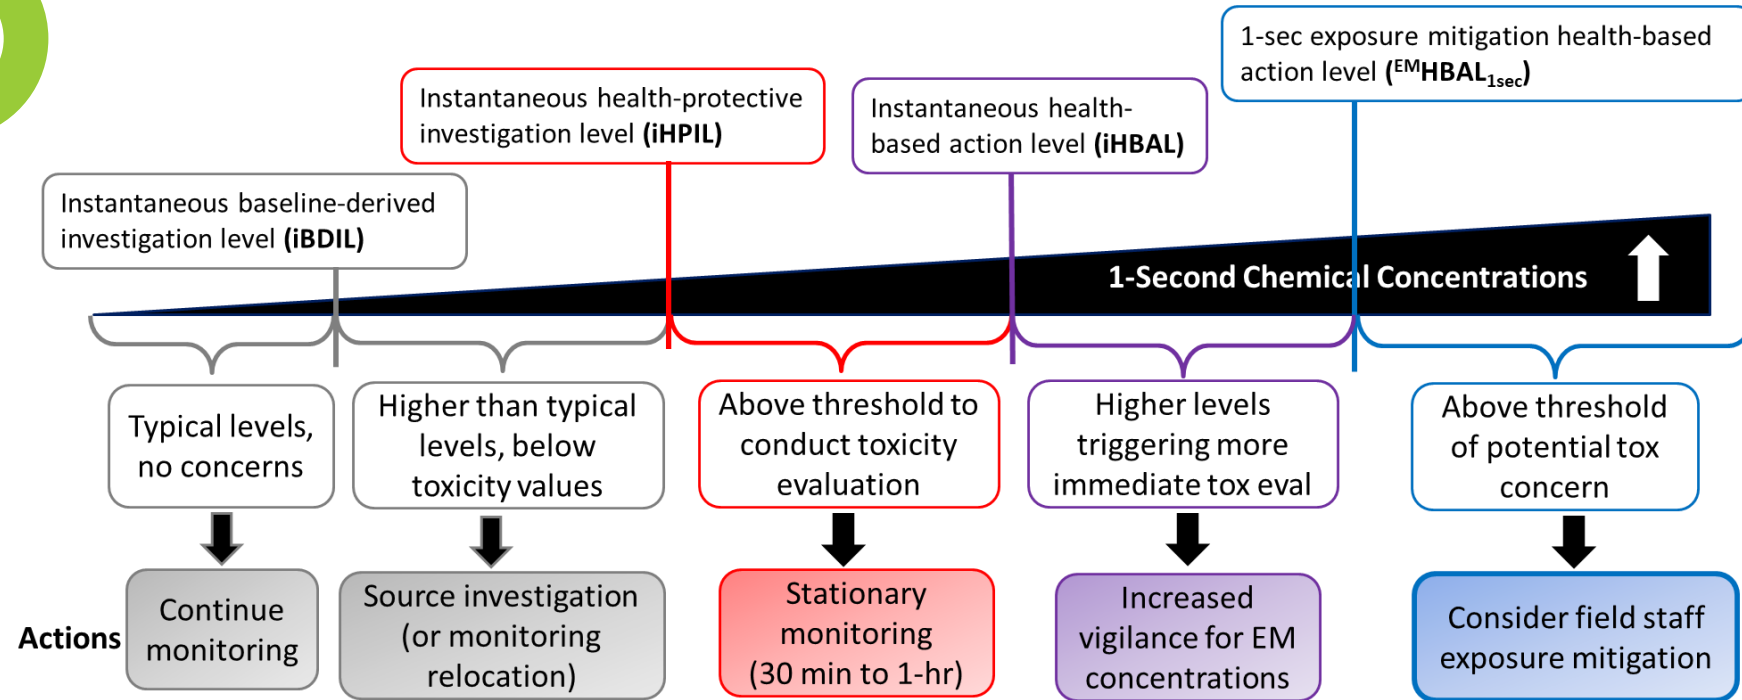 1-sec exposure mitigation health-based
action level (EMHBAL1sec)
Instantaneous health-protective
investigation level (iHPIL)
Instantaneous health-
based action level (iHBAL)
Instantaneous baseline-derived
investigation level (iBDIL)
1-Second Chemical Concentrations
Typical levels,
no concerns
Higher than typical
levels, below
toxicity values
Above threshold to
conduct toxicity
evaluation
Higher levels
triggering more
immediate tox eval
Above threshold
of potential tox
concern
Actions
Continue
monitoring
Source investigation
(or monitoring
relocation)
Stationary
monitoring
(30 min to 1-hr)
Increased
vigilance for EM
concentrations
Consider field staff
exposure mitigation